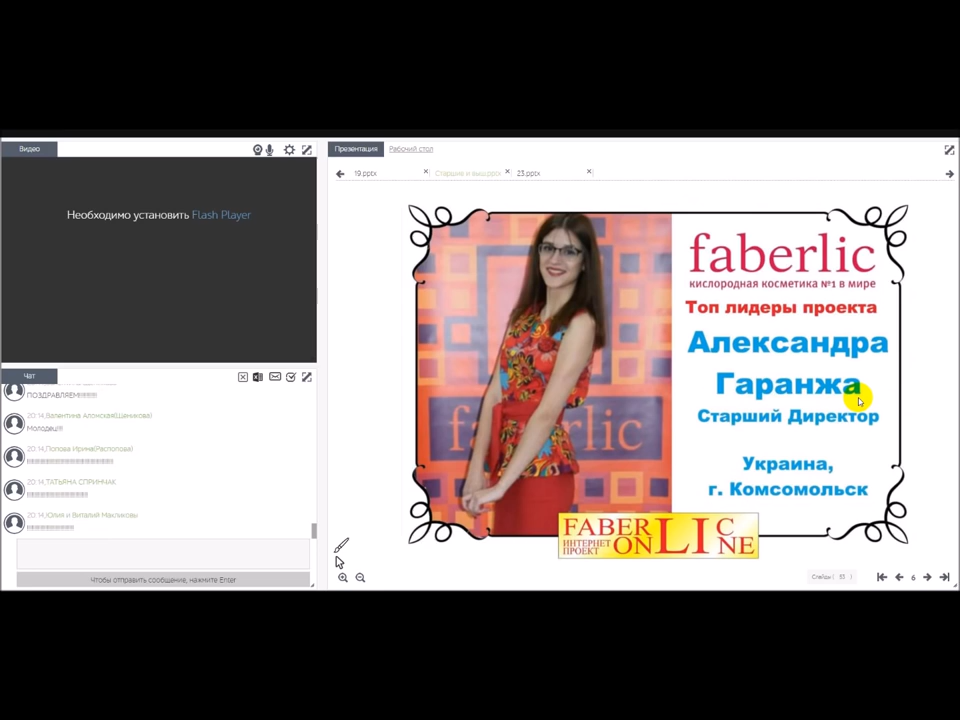 Видео
Необходимо установить Flash Player
Чат
ПОЗДРАВЛЯЕМ!!!!!!!!!
20:14,Валентина Аломская(Шеникова)
Молодец!!!
20:14,Попова Ирина(Распопова)
20:14,ТАТЬЯНА СПРИНЧАК
20:14,Юлия и Виталий Макликовы
Чтобы отправить сообщение, нажмите Enter
Презентация
Рабочий стол
19.pptx
23.pptx
faberlic
кислородная косметика №1 в мире
Топ лидеры проекта
Александра
Гаранжа
Старший Директор
Украина,
г. Комсомольск
FABERLIC
ИНТЕРНЕТ ПРОЕКТ
ONLINE
Слайды ( 83 )
6